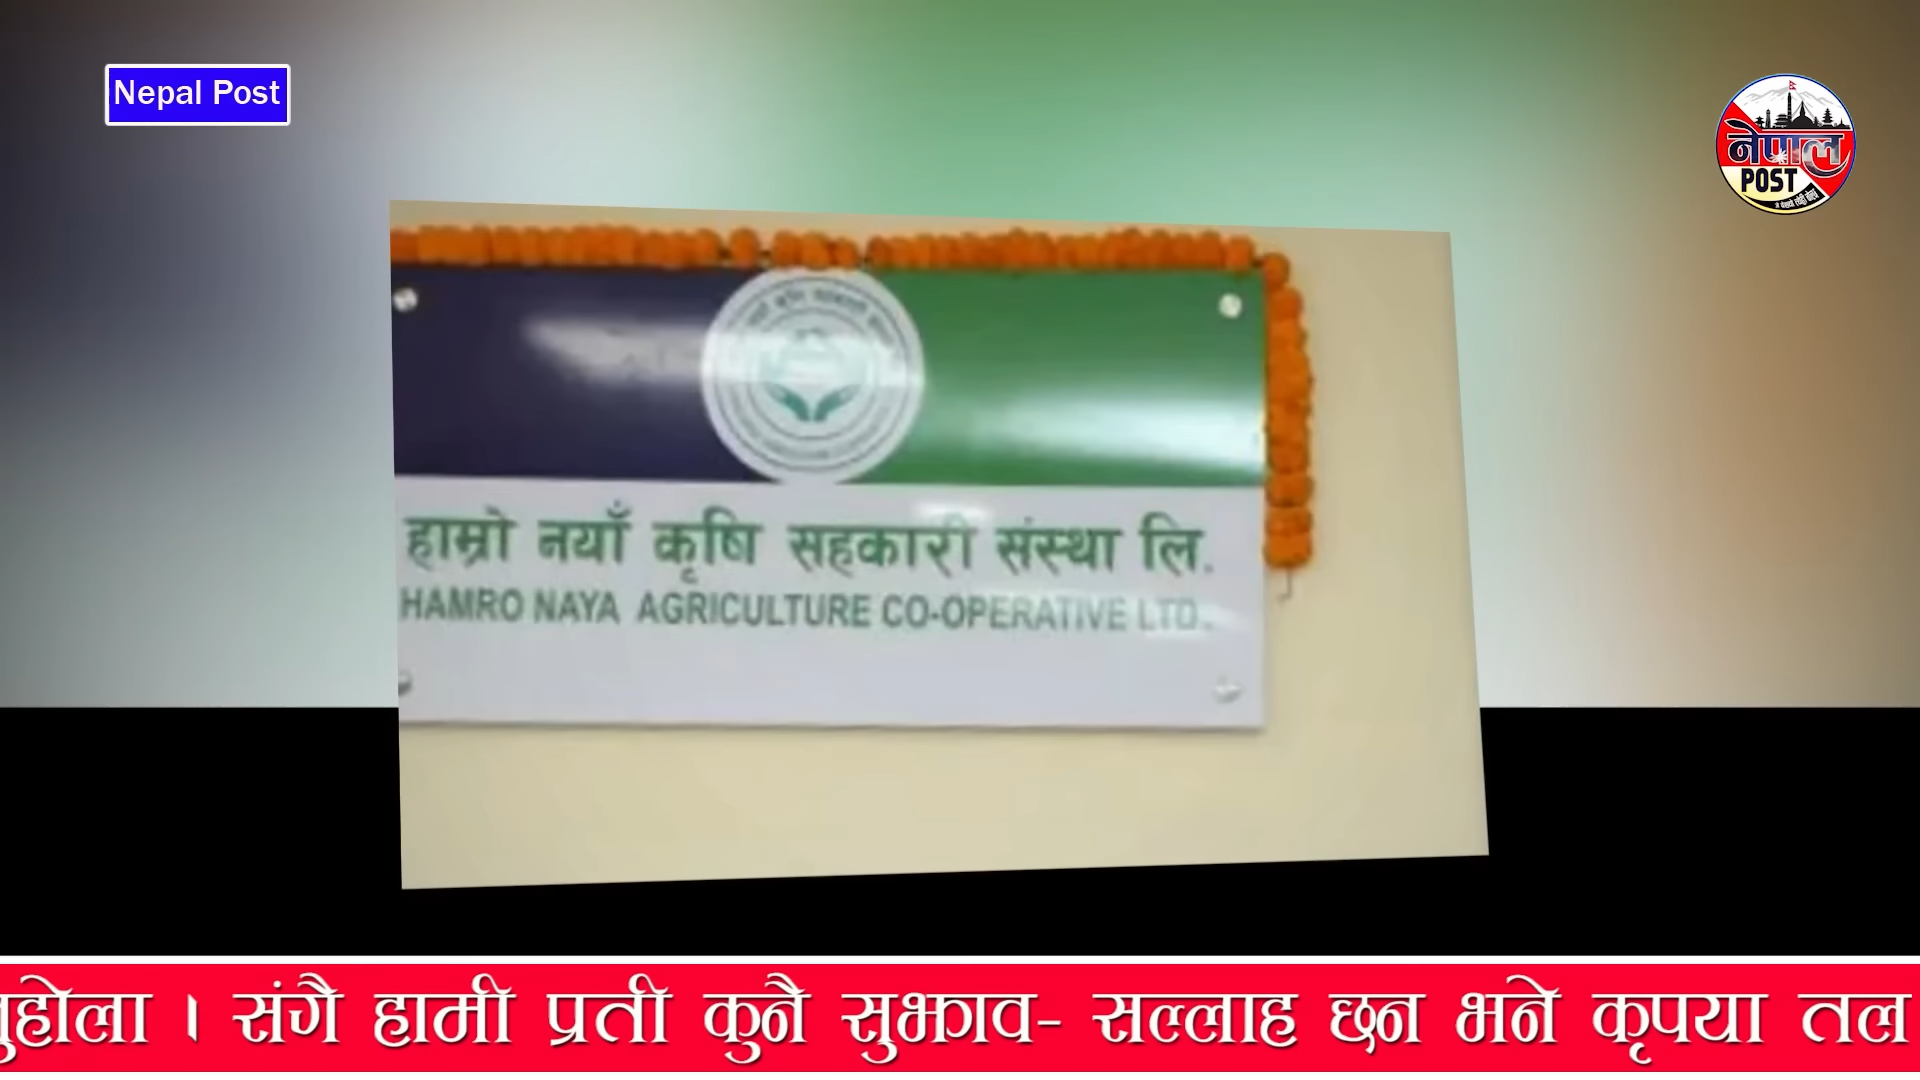 Nepal Post
नेपाल
POST
हाम्रो नयाँ कृषि सहकारी संस्था लि.
HAMRO NAYA AGRICULTURE CO-OPERATIVE LTD.
। संगै हामी प्रती कुनै सुझाव- सल्लाह छन भने कृपया तल